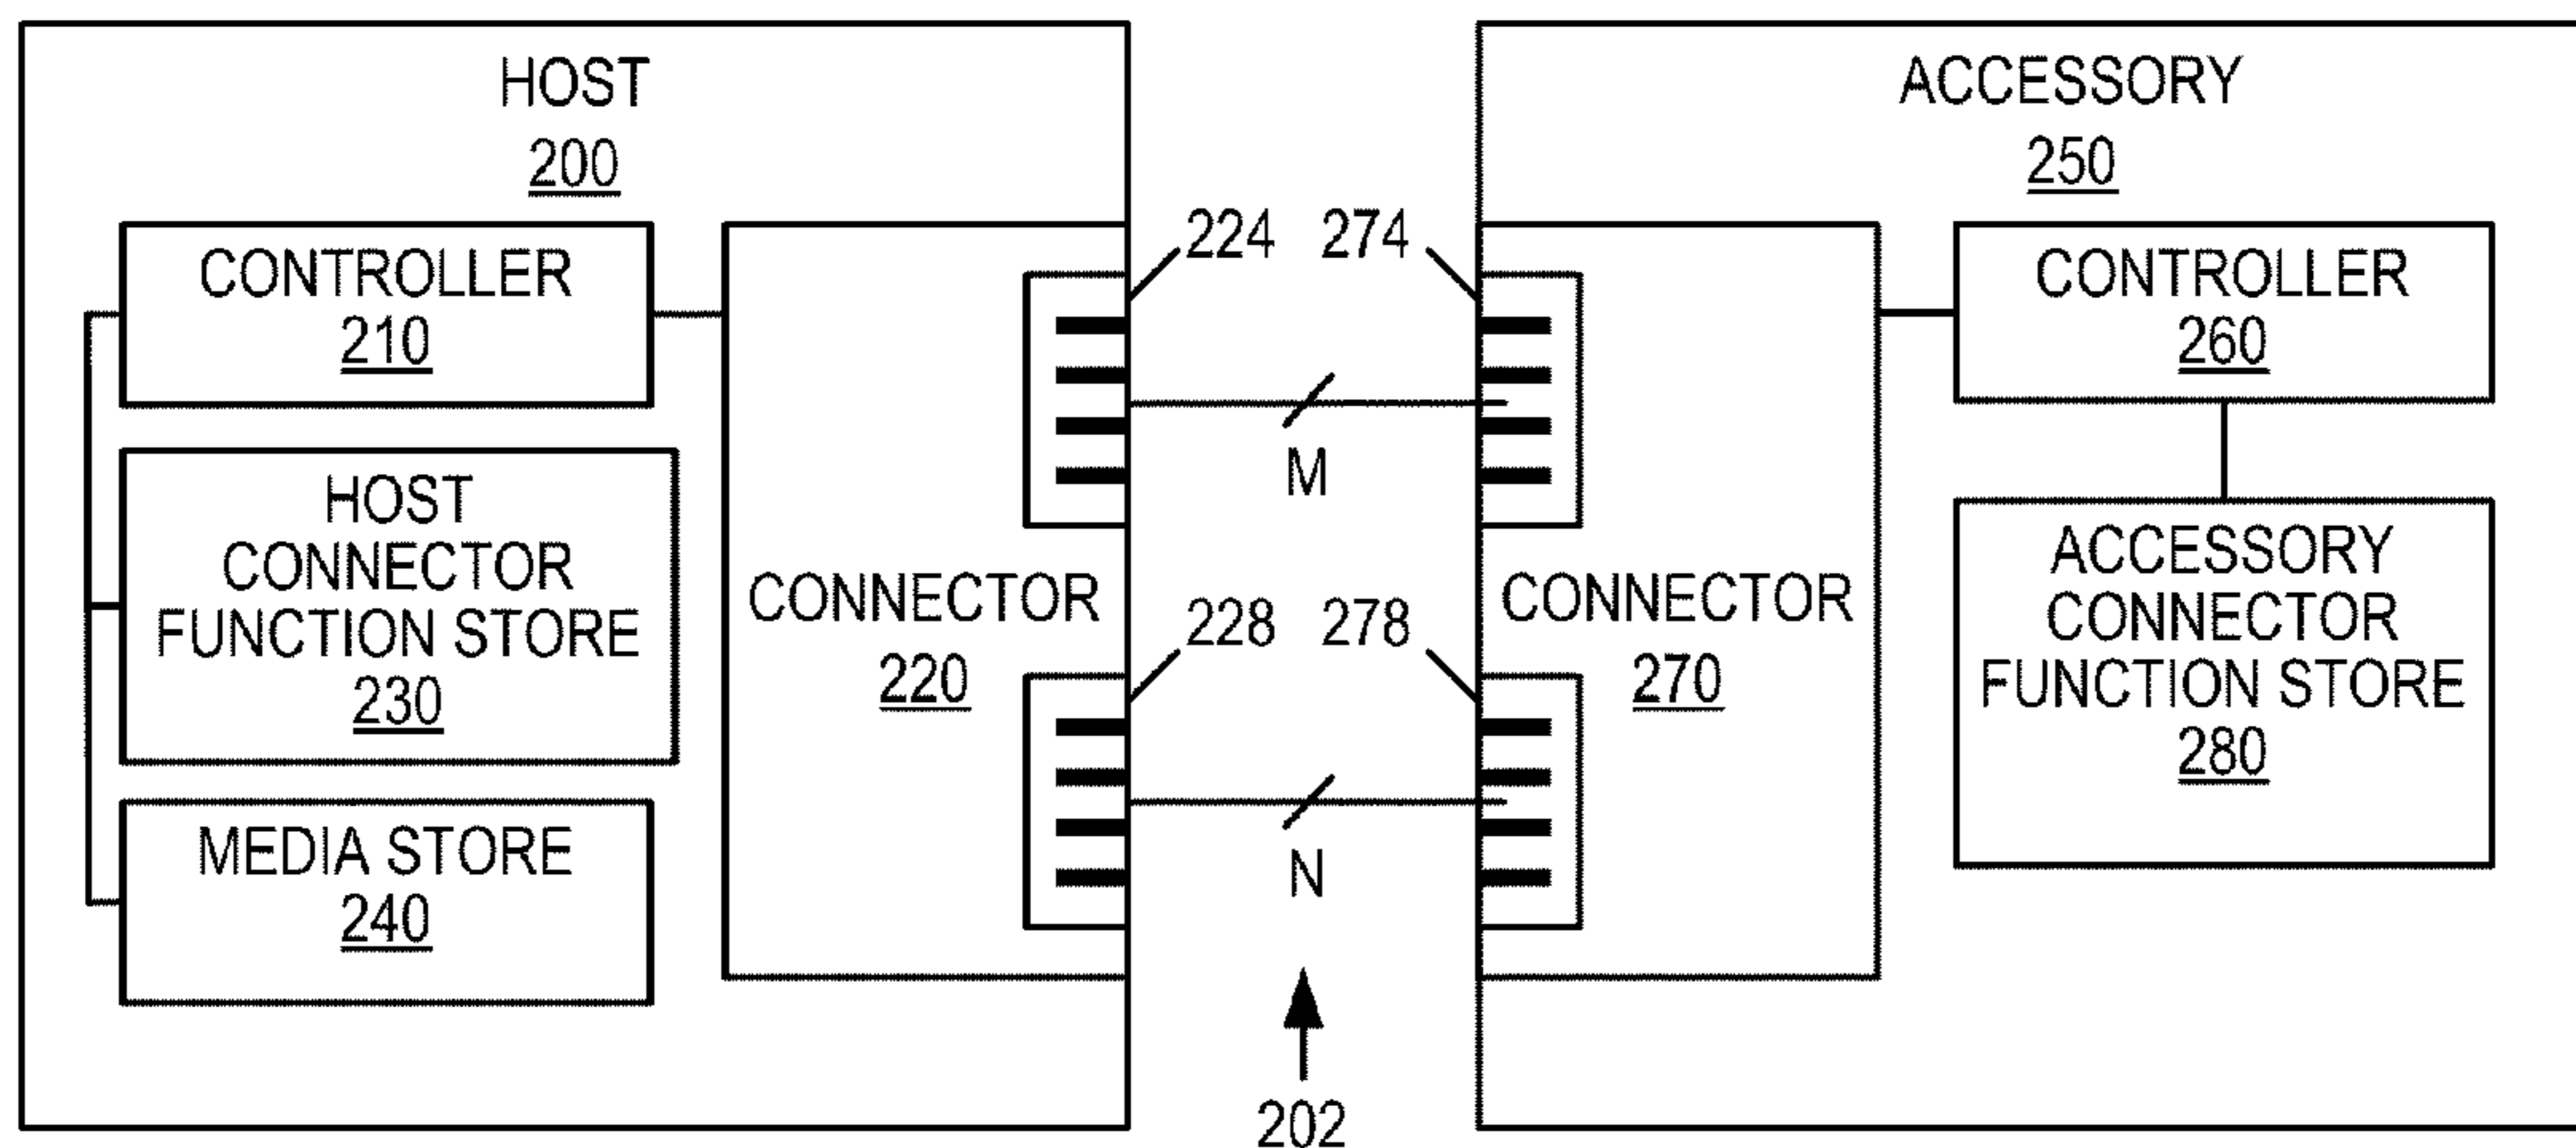 HOST
200
CONTROLLER
210
HOST
CONNECTOR
FUNCTION STORE
230
MEDIA STORE
240
CONNECTOR
220
224
228
M
N
202
274
278
CONNECTOR
270
ACCESSORY
250
CONTROLLER
260
ACCESSORY
CONNECTOR
FUNCTION STORE
280